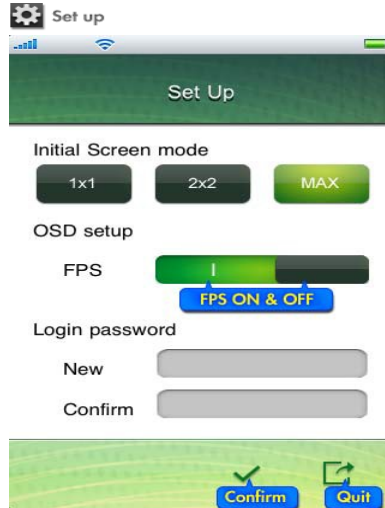 Set up
Set Up
Initial Screen mode
1x1 2x2 MAX
OSD setup
FPS I
FPS ON & OFF
Login password
New
Confirm
Confirm Quit